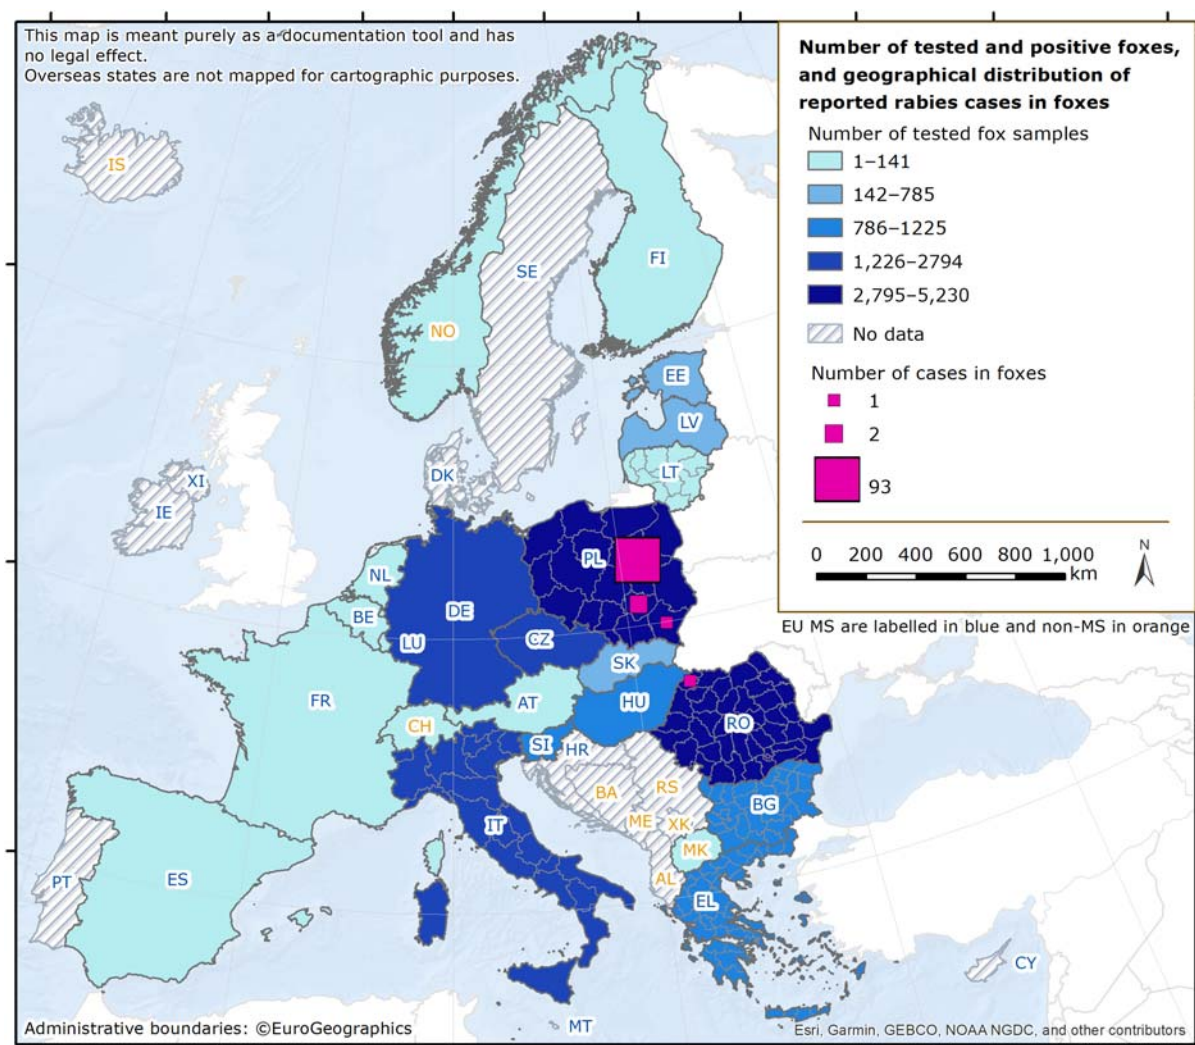 This map is meant purely as a documentation tool and has
no legal effect.
Overseas states are not mapped for cartographic purposes.
Number of tested and positive foxes,
and geographical distribution of
reported rabies cases in foxes
Number of tested fox samples
1–141
142–785
786–1225
1,226–2794
2,795–5,230
No data
Number of cases in foxes
1
2
93
0 200 400 600 800 1,000
km
N
EU MS are labelled in blue and non-MS in orange
IS
SE
FI
NO
EE
LV
LT
DK
XI
IE
NL
PL
BE
DE
LU
CZ
SK
FR
AT
HU
CH
RO
SI
HR
BA
RS
BG
IT
ME
XK
MK
PT
ES
AL
EL
CY
MT
Administrative boundaries: ©EuroGeographics
Esri, Garmin, GEBCO, NOAA NGDC, and other contributors